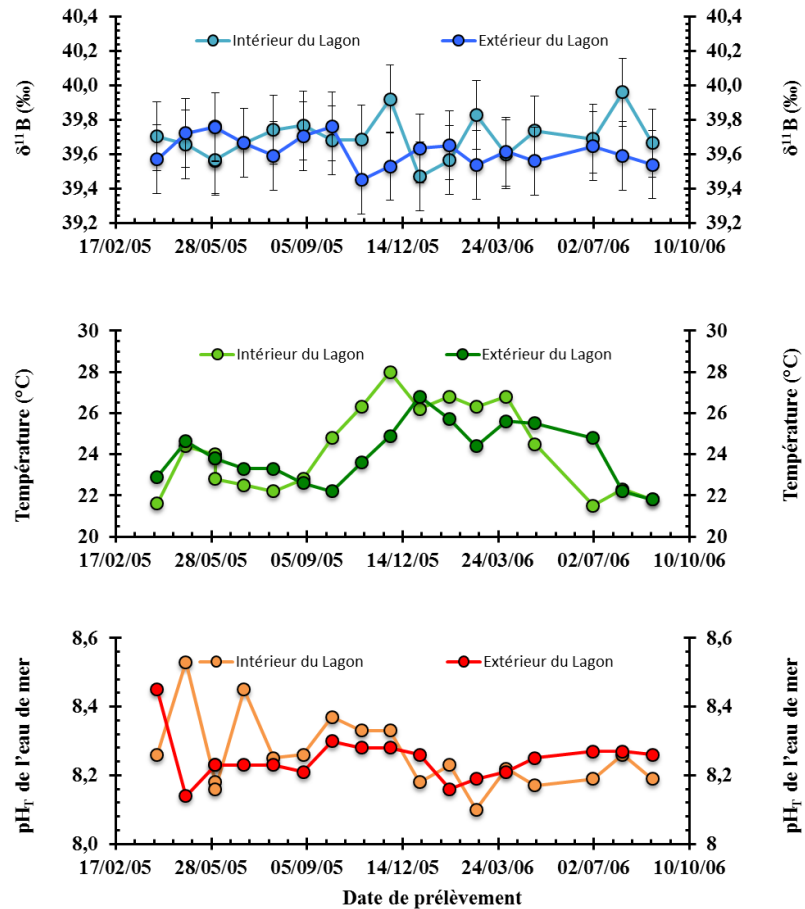 40,4
40,2
40,0
39,8
39,6
39,4
39,2
δ¹¹B (‰)
Intérieur du Lagon
Extérieur du Lagon
40,4
40,2
40,0
39,8
39,6
39,4
39,2
δ¹¹B (‰)
17/02/05 28/05/05 05/09/05 14/12/05 24/03/06 02/07/06 10/10/06
30
28
26
24
22
20
Température (°C)
Intérieur du Lagon
Extérieur du Lagon
30
28
26
24
22
20
Température (°C)
17/02/05 28/05/05 05/09/05 14/12/05 24/03/06 02/07/06 10/10/06
8,6
8,4
8,2
8,0
pH_T de l'eau de mer
Intérieur du Lagon
Extérieur du Lagon
8,6
8,4
8,2
8
pH_T de l'eau de mer
17/02/05 28/05/05 05/09/05 14/12/05 24/03/06 02/07/06 10/10/06
Date de prélèvement